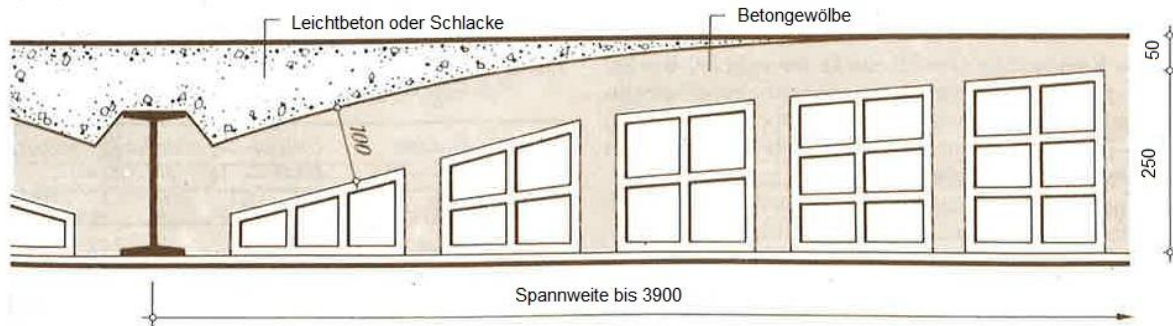 Leichtbeton oder Schlacke
Betongewölbe
50
100
250
Spannweite bis 3900